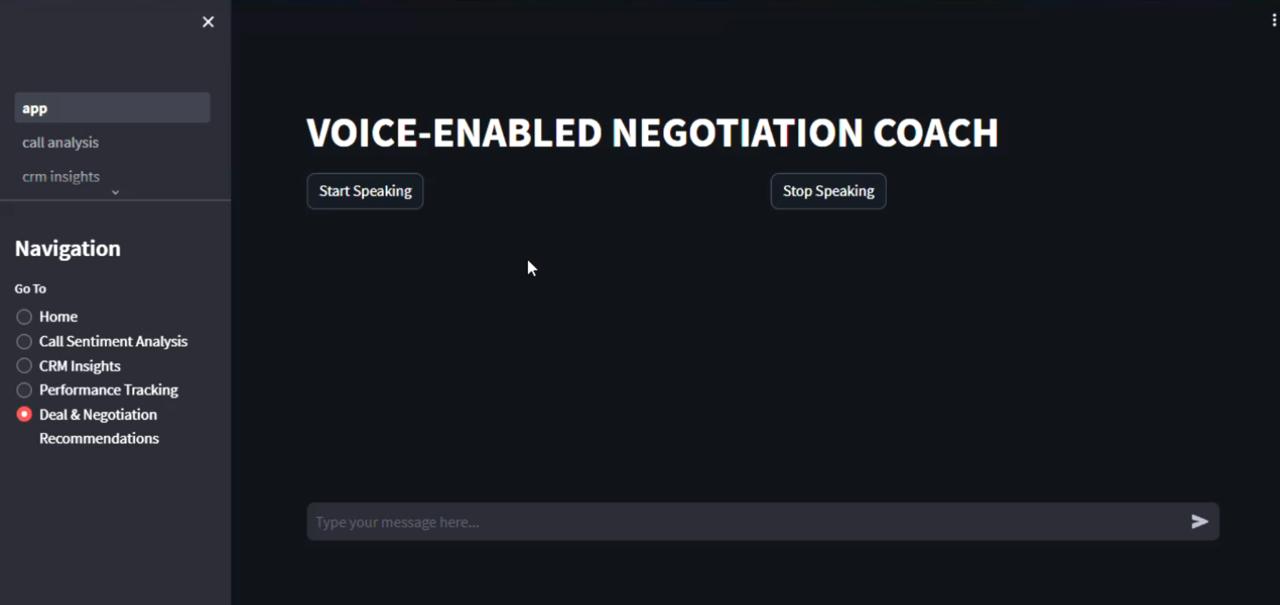 app
call analysis
crm insights
Navigation
Go To
Home
Call Sentiment Analysis
CRM Insights
Performance Tracking
Deal & Negotiation
Recommendations
VOICE-ENABLED NEGOTIATION COACH
Start Speaking
Stop Speaking
Type your message here...